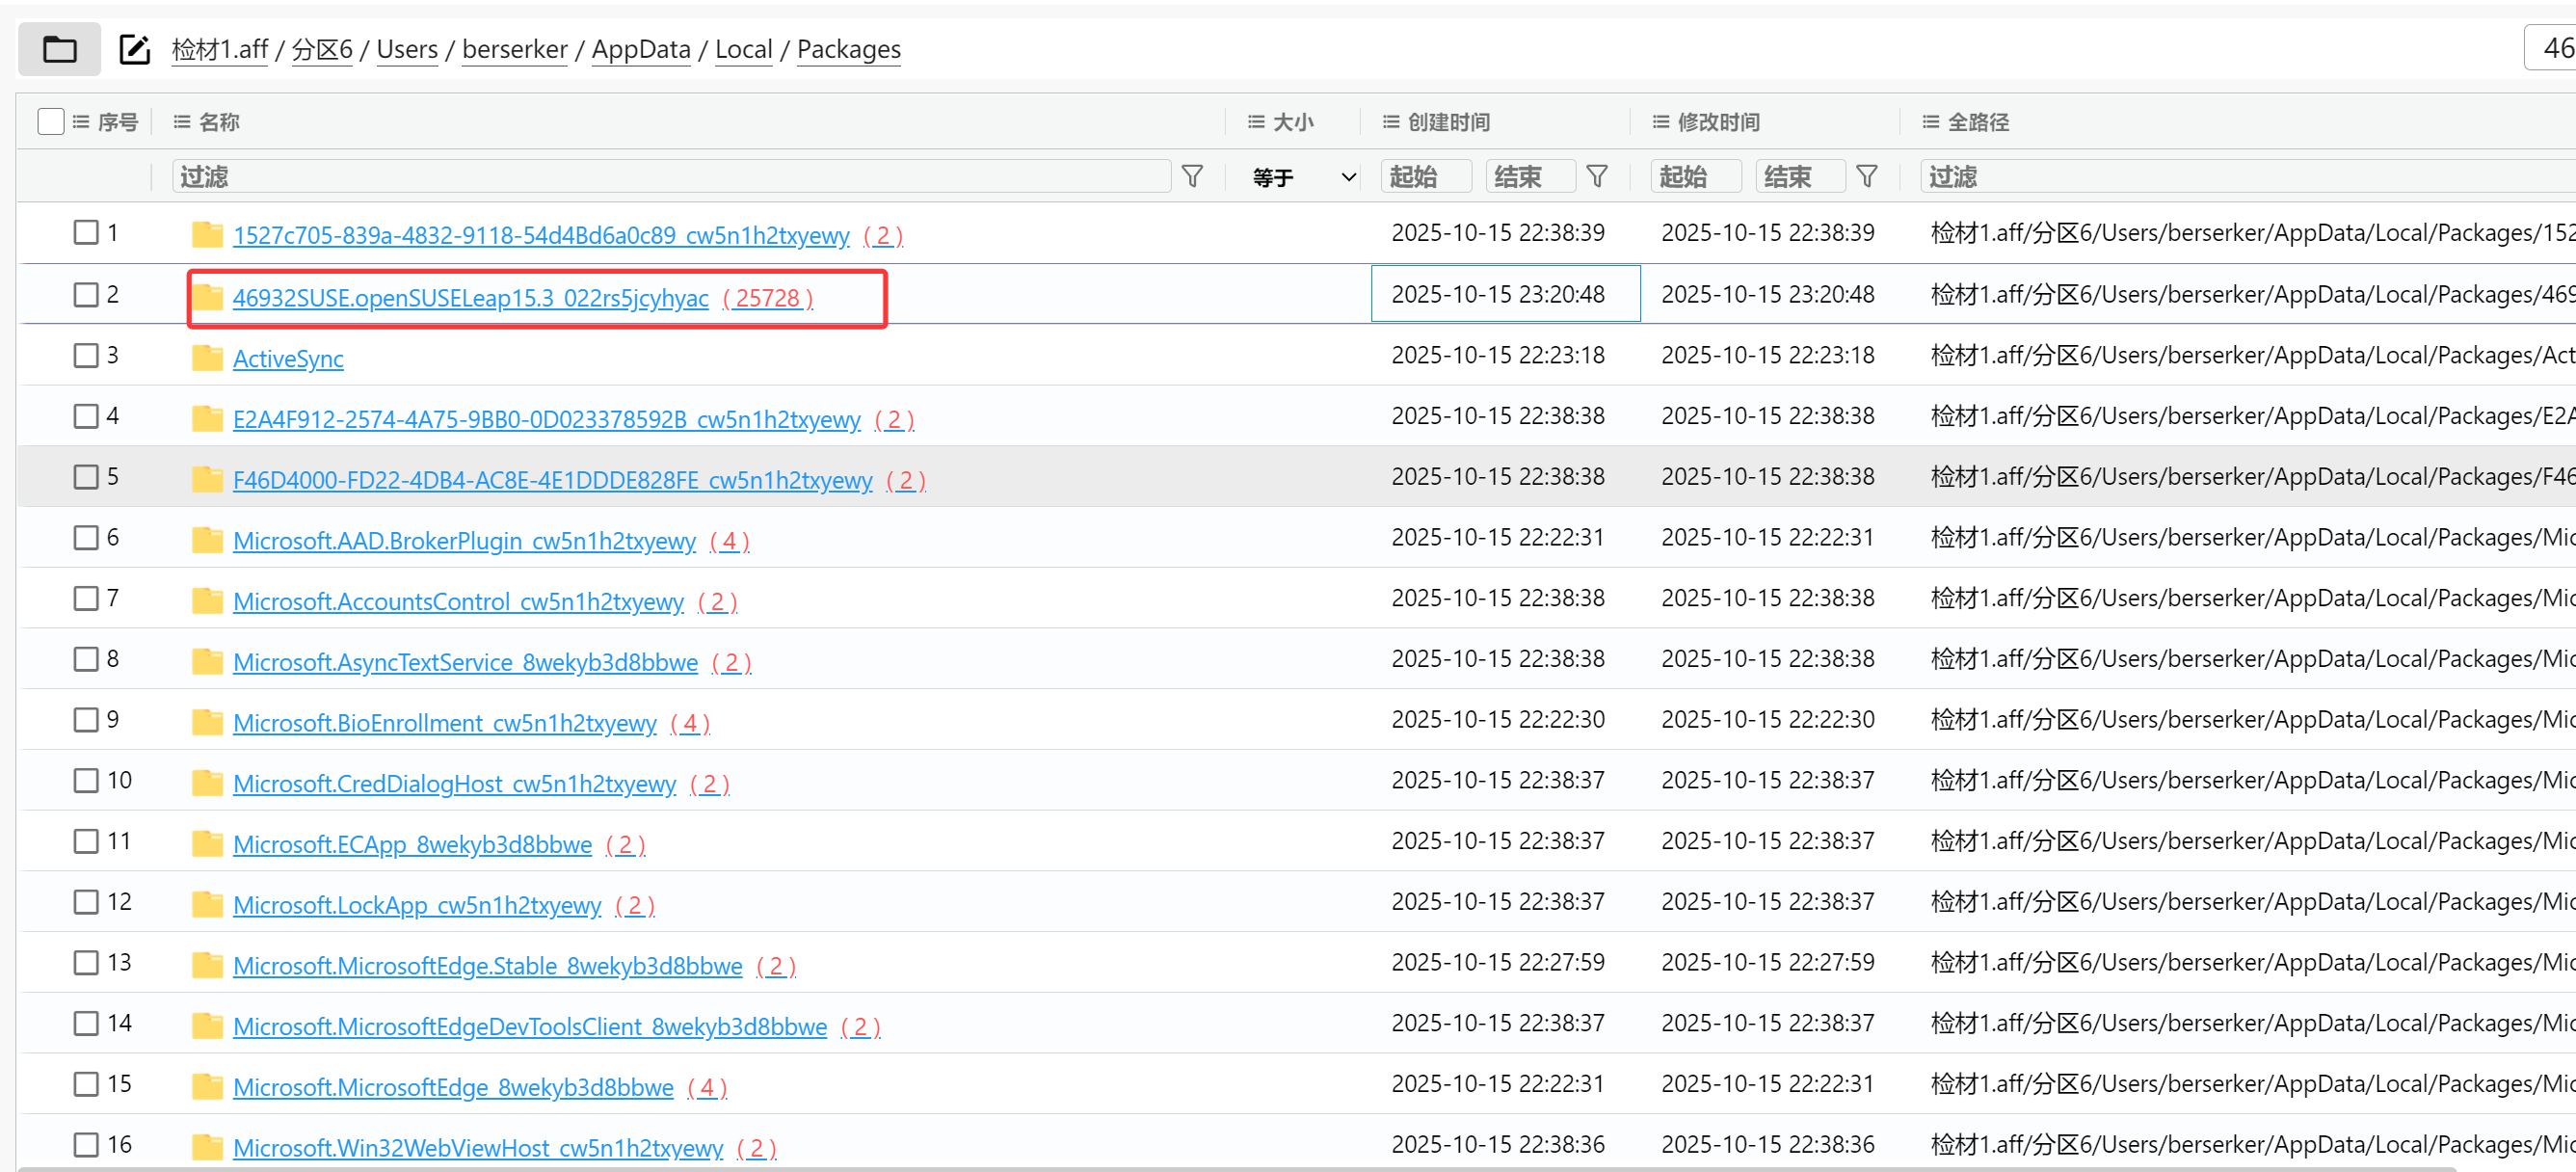 检材1.aff / 分区6 / Users / berserker / AppData / Local / Packages
46
序号 名称 大小 创建时间 修改时间 全路径
过滤 等于 起始 结束 起始 结束 过滤
1 1527c705-839a-4832-9118-54d4Bd6a0c89_cw5n1h2txyewy ( 2 ) 2025-10-15 22:38:39 2025-10-15 22:38:39 检材1.aff/分区6/Users/berserker/AppData/Local/Packages/152
2 46932SUSE.openSUSELeap15.3_022rs5jcyhyac ( 25728 ) 2025-10-15 23:20:48 2025-10-15 23:20:48 检材1.aff/分区6/Users/berserker/AppData/Local/Packages/469
3 ActiveSync 2025-10-15 22:23:18 2025-10-15 22:23:18 检材1.aff/分区6/Users/berserker/AppData/Local/Packages/Act
4 E2A4F912-2574-4A75-9BB0-0D023378592B_cw5n1h2txyewy ( 2 ) 2025-10-15 22:38:38 2025-10-15 22:38:38 检材1.aff/分区6/Users/berserker/AppData/Local/Packages/E2A
5 F46D4000-FD22-4DB4-AC8E-4E1DDDE828FE_cw5n1h2txyewy ( 2 ) 2025-10-15 22:38:38 2025-10-15 22:38:38 检材1.aff/分区6/Users/berserker/AppData/Local/Packages/F46
6 Microsoft.AAD.BrokerPlugin_cw5n1h2txyewy ( 4 ) 2025-10-15 22:22:31 2025-10-15 22:22:31 检材1.aff/分区6/Users/berserker/AppData/Local/Packages/Mic
7 Microsoft.AccountsControl_cw5n1h2txyewy ( 2 ) 2025-10-15 22:38:38 2025-10-15 22:38:38 检材1.aff/分区6/Users/berserker/AppData/Local/Packages/Mic
8 Microsoft.AsyncTextService_8wekyb3d8bbwe ( 2 ) 2025-10-15 22:38:38 2025-10-15 22:38:38 检材1.aff/分区6/Users/berserker/AppData/Local/Packages/Mic
9 Microsoft.BioEnrollment_cw5n1h2txyewy ( 4 ) 2025-10-15 22:22:30 2025-10-15 22:22:30 检材1.aff/分区6/Users/berserker/AppData/Local/Packages/Mic
10 Microsoft.CredDialogHost_cw5n1h2txyewy ( 2 ) 2025-10-15 22:38:37 2025-10-15 22:38:37 检材1.aff/分区6/Users/berserker/AppData/Local/Packages/Mic
11 Microsoft.ECApp_8wekyb3d8bbwe ( 2 ) 2025-10-15 22:38:37 2025-10-15 22:38:37 检材1.aff/分区6/Users/berserker/AppData/Local/Packages/Mic
12 Microsoft.LockApp_cw5n1h2txyewy ( 2 ) 2025-10-15 22:38:37 2025-10-15 22:38:37 检材1.aff/分区6/Users/berserker/AppData/Local/Packages/Mic
13 Microsoft.MicrosoftEdge.Stable_8wekyb3d8bbwe ( 2 ) 2025-10-15 22:27:59 2025-10-15 22:27:59 检材1.aff/分区6/Users/berserker/AppData/Local/Packages/Mic
14 Microsoft.MicrosoftEdgeDevToolsClient_8wekyb3d8bbwe ( 2 ) 2025-10-15 22:38:37 2025-10-15 22:38:37 检材1.aff/分区6/Users/berserker/AppData/Local/Packages/Mic
15 Microsoft.MicrosoftEdge_8wekyb3d8bbwe ( 4 ) 2025-10-15 22:22:31 2025-10-15 22:22:31 检材1.aff/分区6/Users/berserker/AppData/Local/Packages/Mic
16 Microsoft.Win32WebViewHost_cw5n1h2txyewy ( 2 ) 2025-10-15 22:38:36 2025-10-15 22:38:36 检材1.aff/分区6/Users/berserker/AppData/Local/Packages/Mic